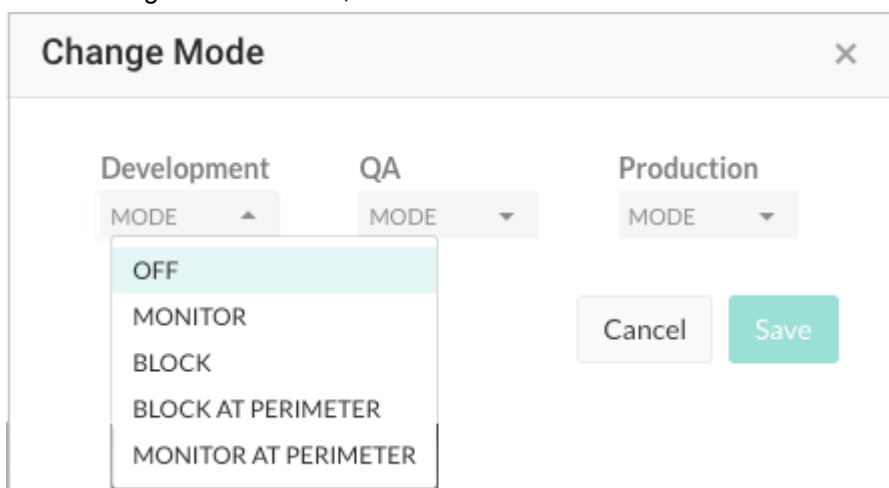 Change Mode
Development QA Production
MODE MODE MODE
OFF
MONITOR
Cancel Save
BLOCK
BLOCK AT PERIMETER
MONITOR AT PERIMETER